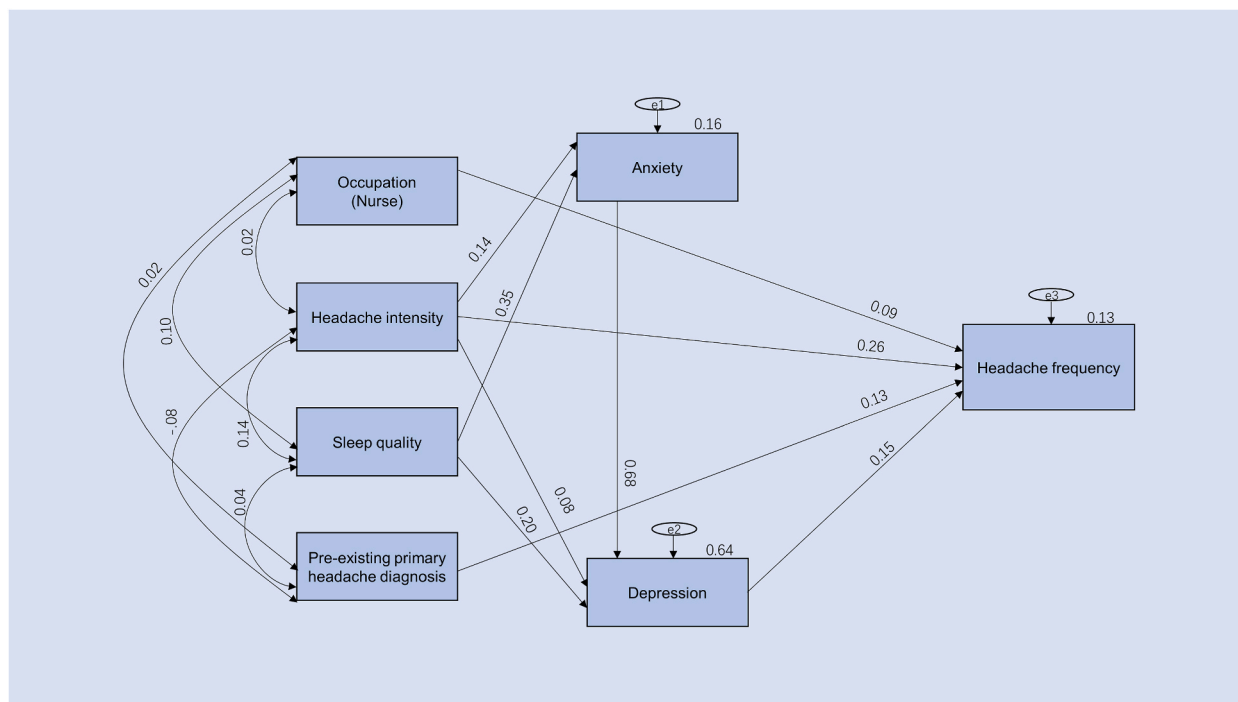 e1
0.16
Anxiety
Occupation
(Nurse)
0.02
0.02
0.14
0.10
Headache intensity
0.35
0.09
0.26
e3
0.13
Headache frequency
-.08
0.14
Sleep quality
0.13
0.15
0.68
0.04
0.08
0.20
e2
0.64
Pre-existing primary
headache diagnosis
Depression